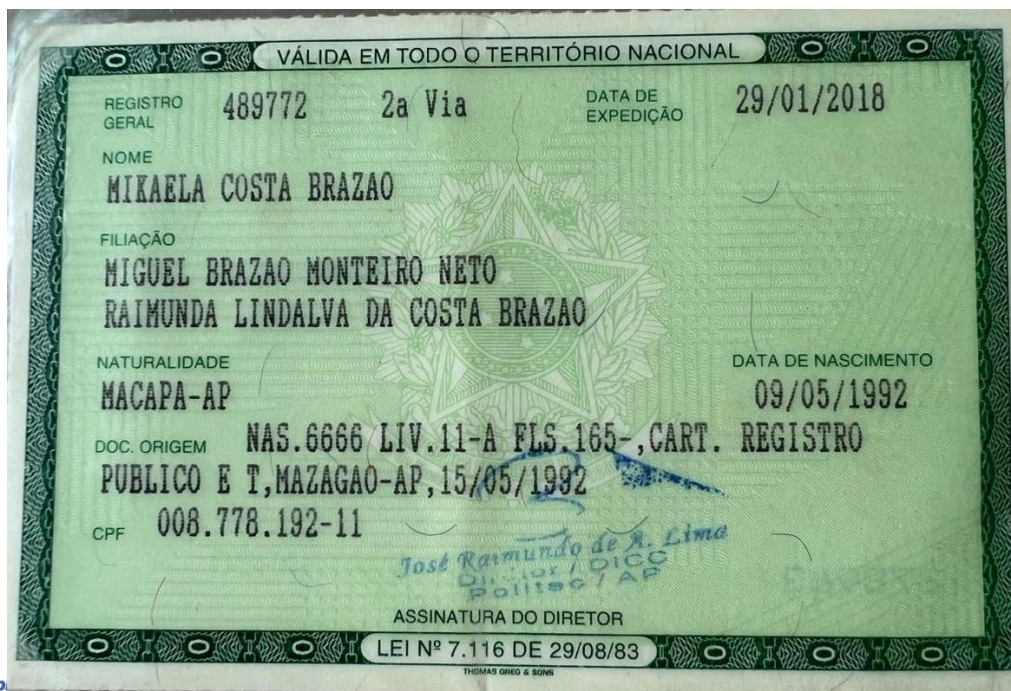 VÁLIDA EM TODO O TERRITÓRIO NACIONAL
REGISTRO GERAL 489772 2a Via DATA DE EXPEDIÇÃO 29/01/2018
NOME
MIKAELA COSTA BRAZAO
FILIAÇÃO
MIGUEL BRAZAO MONTEIRO NETO
RAIMUNDA LINDALVA DA COSTA BRAZAO
NATURALIDADE DATA DE NASCIMENTO
MACAPA-AP 09/05/1992
DOC. ORIGEM NAS.6666 LIV.11-A FLS.165-,CART. REGISTRO
PUBLICO E T,MAZAGAO-AP,15/05/1992
CPF 008.778.192-11
José Raimundo de A. Lima
Diretor / DICC
Politec / AP
ASSINATURA DO DIRETOR
LEI Nº 7.116 DE 29/08/83
THOMAS GREG & SONS